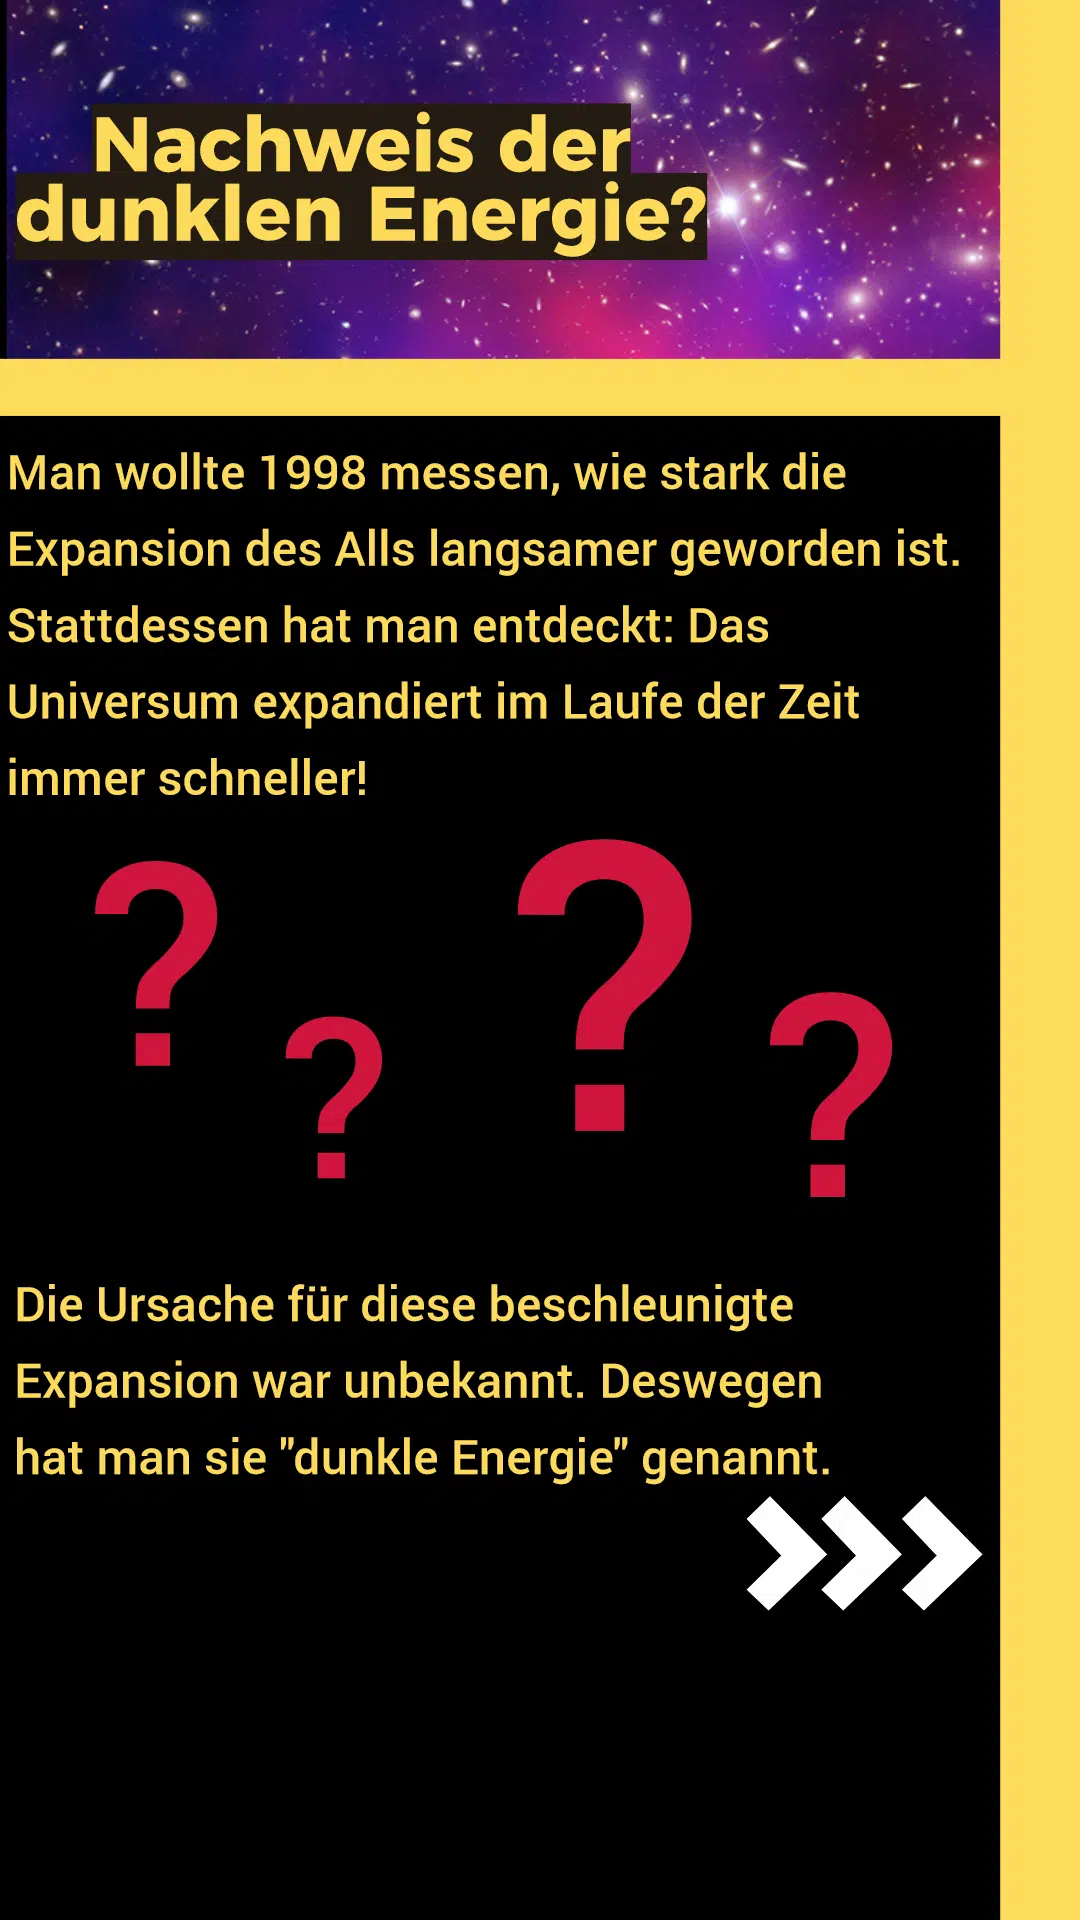 Nachweis der
dunklen Energie?
Man wollte 1998 messen, wie stark die
Expansion des Alls langsamer geworden ist.
Stattdessen hat man entdeckt: Das
Universum expandiert im Laufe der Zeit
immer schneller!
? ? ? ?
Die Ursache für diese beschleunigte
Expansion war unbekannt. Deswegen
hat man sie "dunkle Energie" genannt.